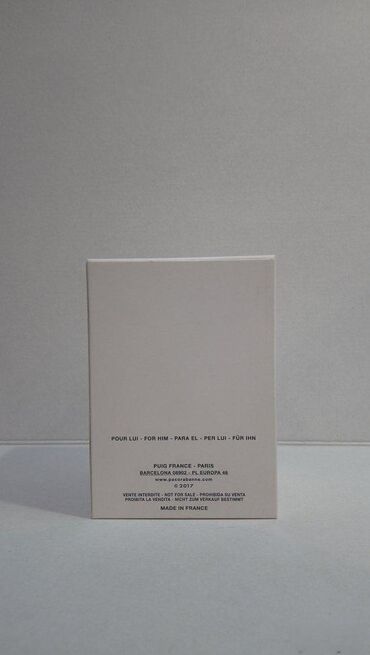 POUR LUI - FOR HIM - PARA EL - PER LUI - FÜR IHN
PUIG FRANCE - PARIS
BARCELONA 08902 - PL EUROPA 46
www.pacorabanne.com
© 2017
VENTE INTERDITE - NOT FOR SALE - PROHIBIDA SU VENTA
PROIBITA LA VENDITA - NICHT ZUM VERKAUF BESTIMMT
MADE IN FRANCE